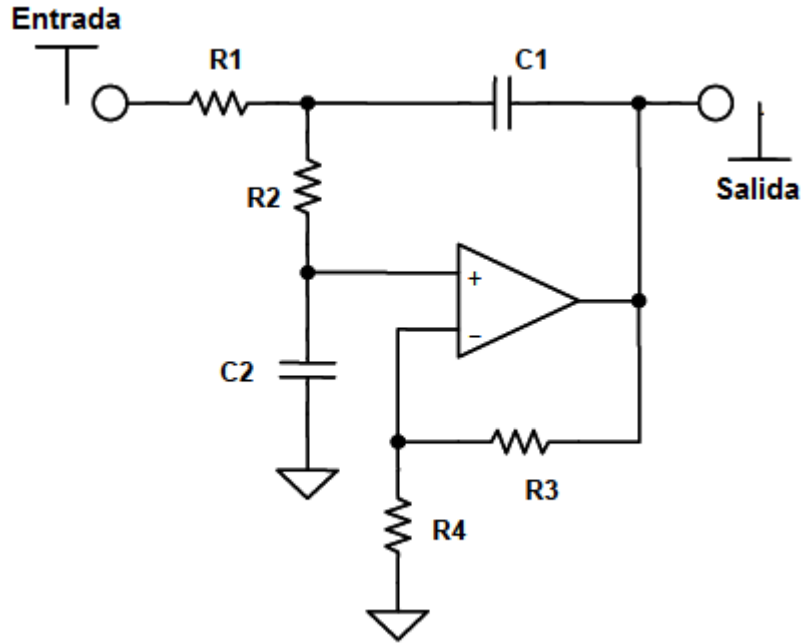 Entrada
R1
C1
R2
Salida
+
−
C2
R3
R4